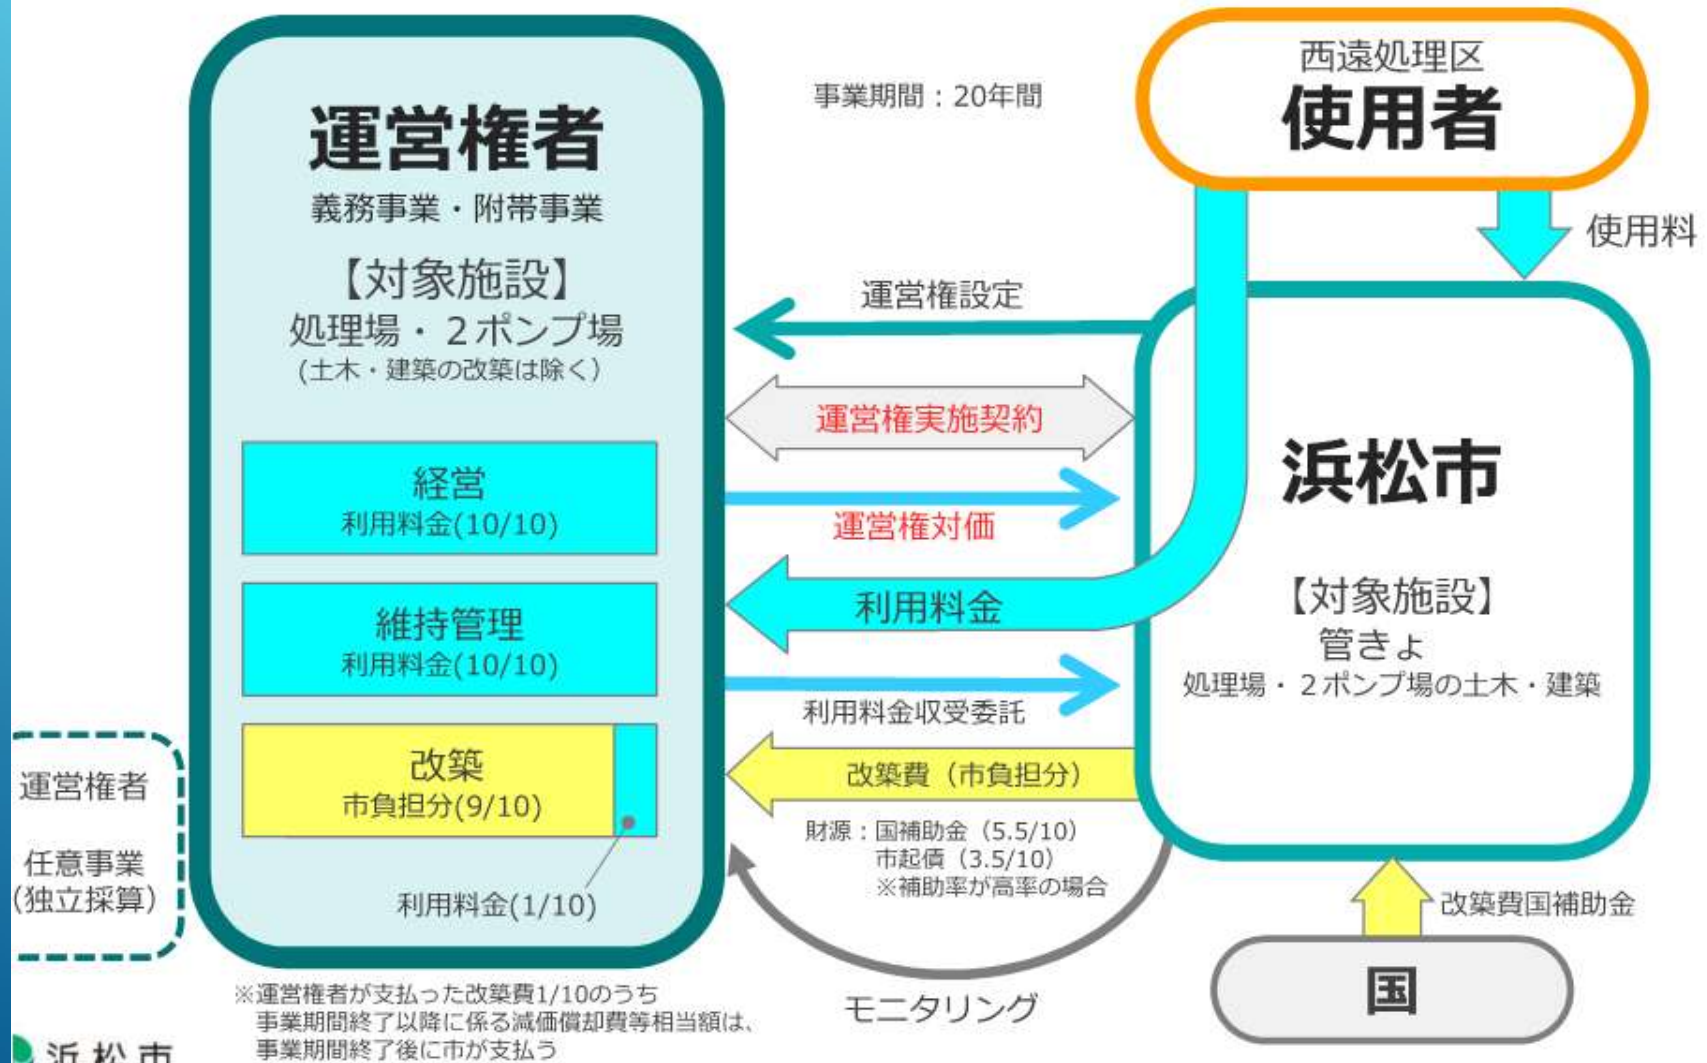 運営権者
義務事業・附帯事業
【対象施設】
処理場・２ポンプ場
(土木・建築の改築は除く）
経営
利用料金(10/10)
維持管理
利用料金(10/10)
改築
市負担分(9/10)
利用料金(1/10)
運営権者
任意事業
(独立採算)
※運営権者が支払った改築費1/10のうち
事業期間終了以降に係る減価償却費等相当額は、
事業期間終了後に市が支払う
浜松市
事業期間：20年間
運営権設定
運営権実施契約
運営権対価
利用料金
利用料金収受委託
改築費（市負担分）
財源：国補助金（5.5/10）
市起債（3.5/10）
※補助率が高率の場合
モニタリング
西遠処理区
使用者
使用料
浜松市
【対象施設】
管きょ
処理場・２ポンプ場の土木・建築
改築費国補助金
国